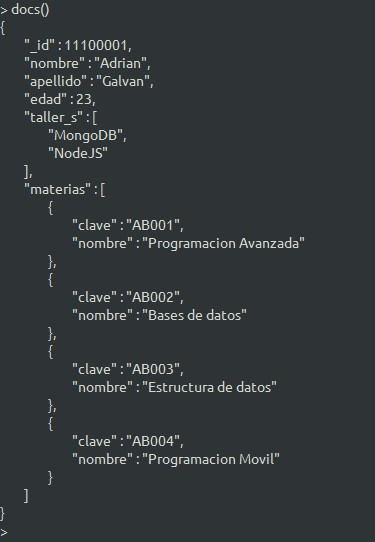 > docs()
{
"_id" : 11100001,
"nombre" : "Adrian",
"apellido" : "Galvan",
"edad" : 23,
"taller_s" : [
"MongoDB",
"NodeJS"
],
"materias" : [
{
"clave" : "AB001",
"nombre" : "Programacion Avanzada"
},
{
"clave" : "AB002",
"nombre" : "Bases de datos"
},
{
"clave" : "AB003",
"nombre" : "Estructura de datos"
},
{
"clave" : "AB004",
"nombre" : "Programacion Movil"
}
]
}
>